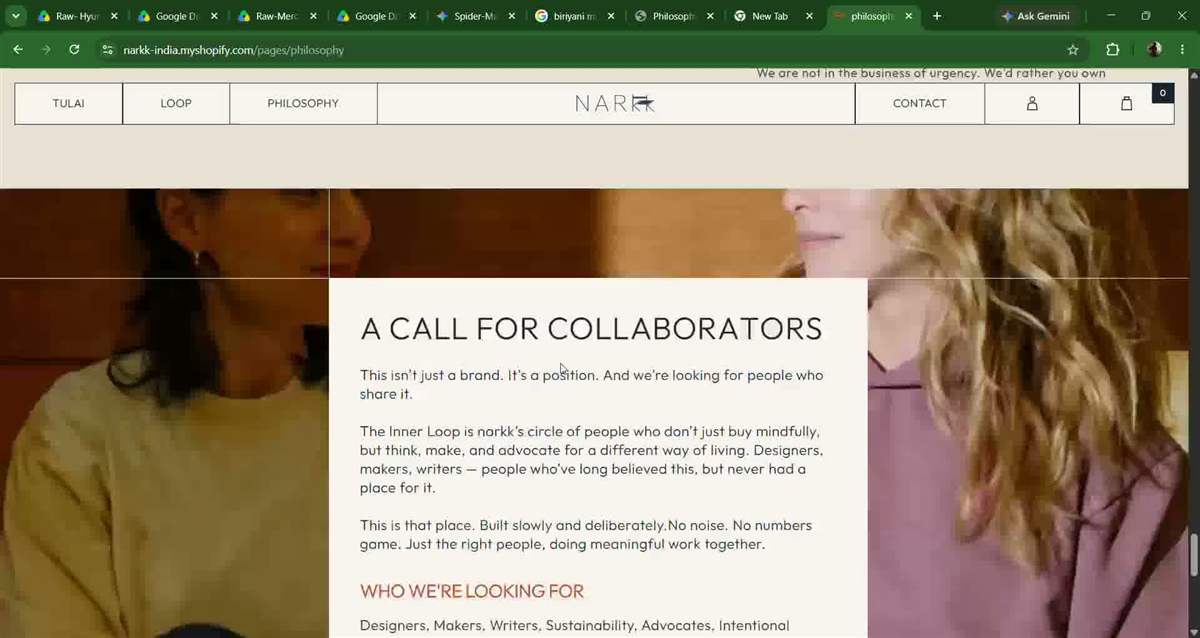 Raw- Hyun
Google D
Raw-Merc
Google D
Spider-Ma
biriyani m
Philosoph
New Tab
philosoph
Ask Gemini
narkk-india.myshopify.com/pages/philosophy
We are not in the business of urgency. We'd rather you own
TULAI
LOOP
PHILOSOPHY
NARKK
CONTACT
0
A CALL FOR COLLABORATORS
This isn't just a brand. It's a position. And we're looking for people who
share it.
The Inner Loop is narkk's circle of people who don't just buy mindfully,
but think, make, and advocate for a different way of living. Designers,
makers, writers — people who've long believed this, but never had a
place for it.
This is that place. Built slowly and deliberately.No noise. No numbers
game. Just the right people, doing meaningful work together.
WHO WE'RE LOOKING FOR
Designers, Makers, Writers, Sustainability, Advocates, Intentional